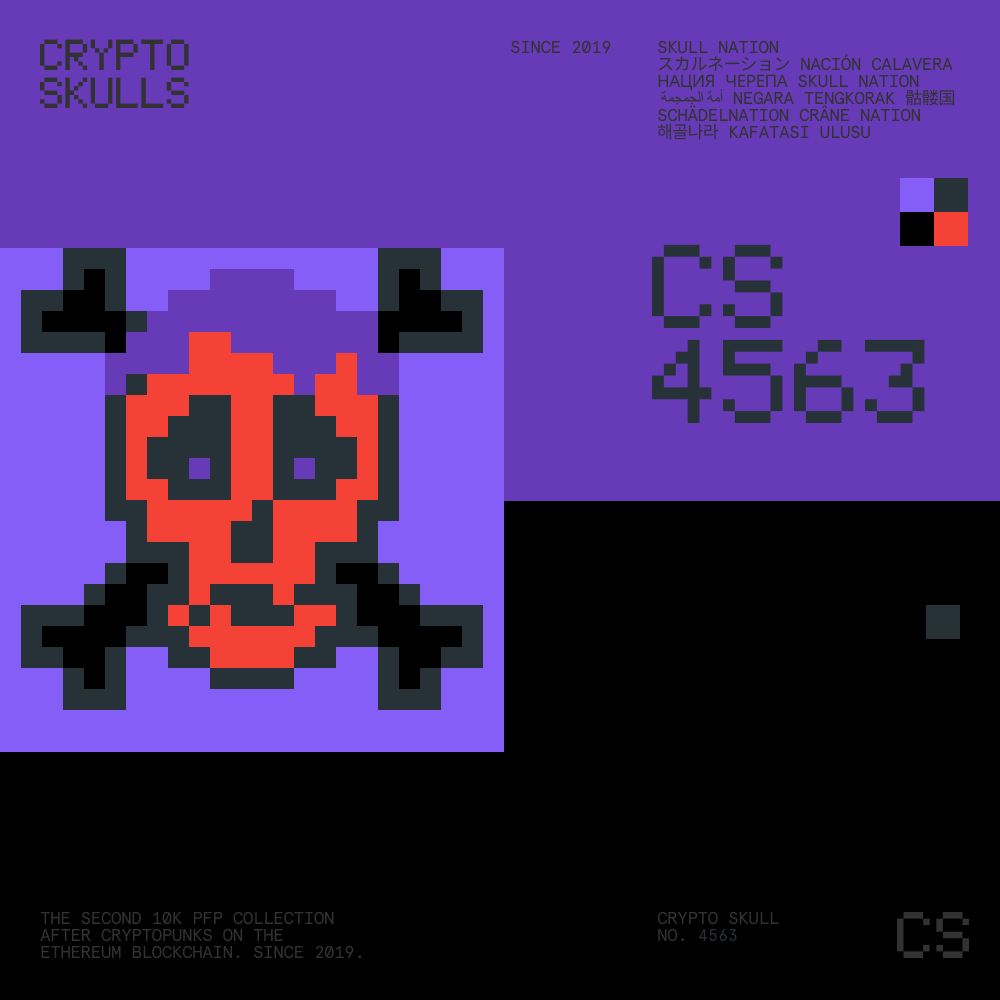 CRYPTO
SKULLS
SINCE 2019
SKULL NATION
スカルネーション NACIÓN CALAVERA
НАЦИЯ ЧЕРЕПА SKULL NATION
أمة الجمجمة NEGARA TENGKORAK 骷髅国
SCHÄDELNATION CRÂNE NATION
해골나라 KAFATASI ULUSU
CS
4563
THE SECOND 10K PFP COLLECTION
AFTER CRYPTOPUNKS ON THE
ETHEREUM BLOCKCHAIN. SINCE 2019.
CRYPTO SKULL
NO. 4563
CS